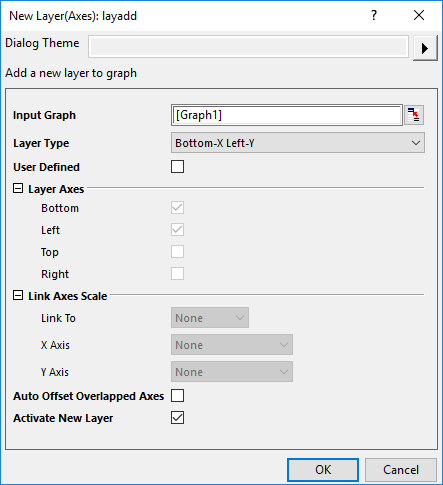 New Layer(Axes): layadd ?
Dialog Theme
Add a new layer to graph
Input Graph [Graph1]
Layer Type Bottom-X Left-Y
User Defined
Layer Axes
Bottom
Left
Top
Right
Link Axes Scale
Link To None
X Axis None
Y Axis None
Auto Offset Overlapped Axes
Activate New Layer
OK Cancel